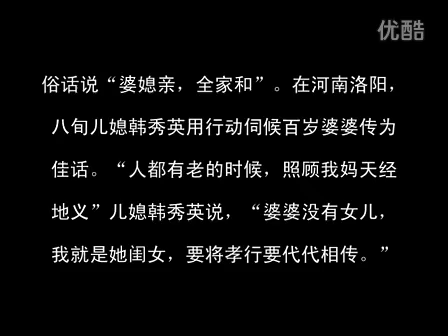 优酷
俗话说“婆媳亲，全家和”。在河南洛阳，
八旬儿媳韩秀英用行动伺候百岁婆婆传为
佳话。“人都有老的时候，照顾我妈天经
地义”儿媳韩秀英说，“婆婆没有女儿，
我就是她闺女，要将孝行要代代相传。”